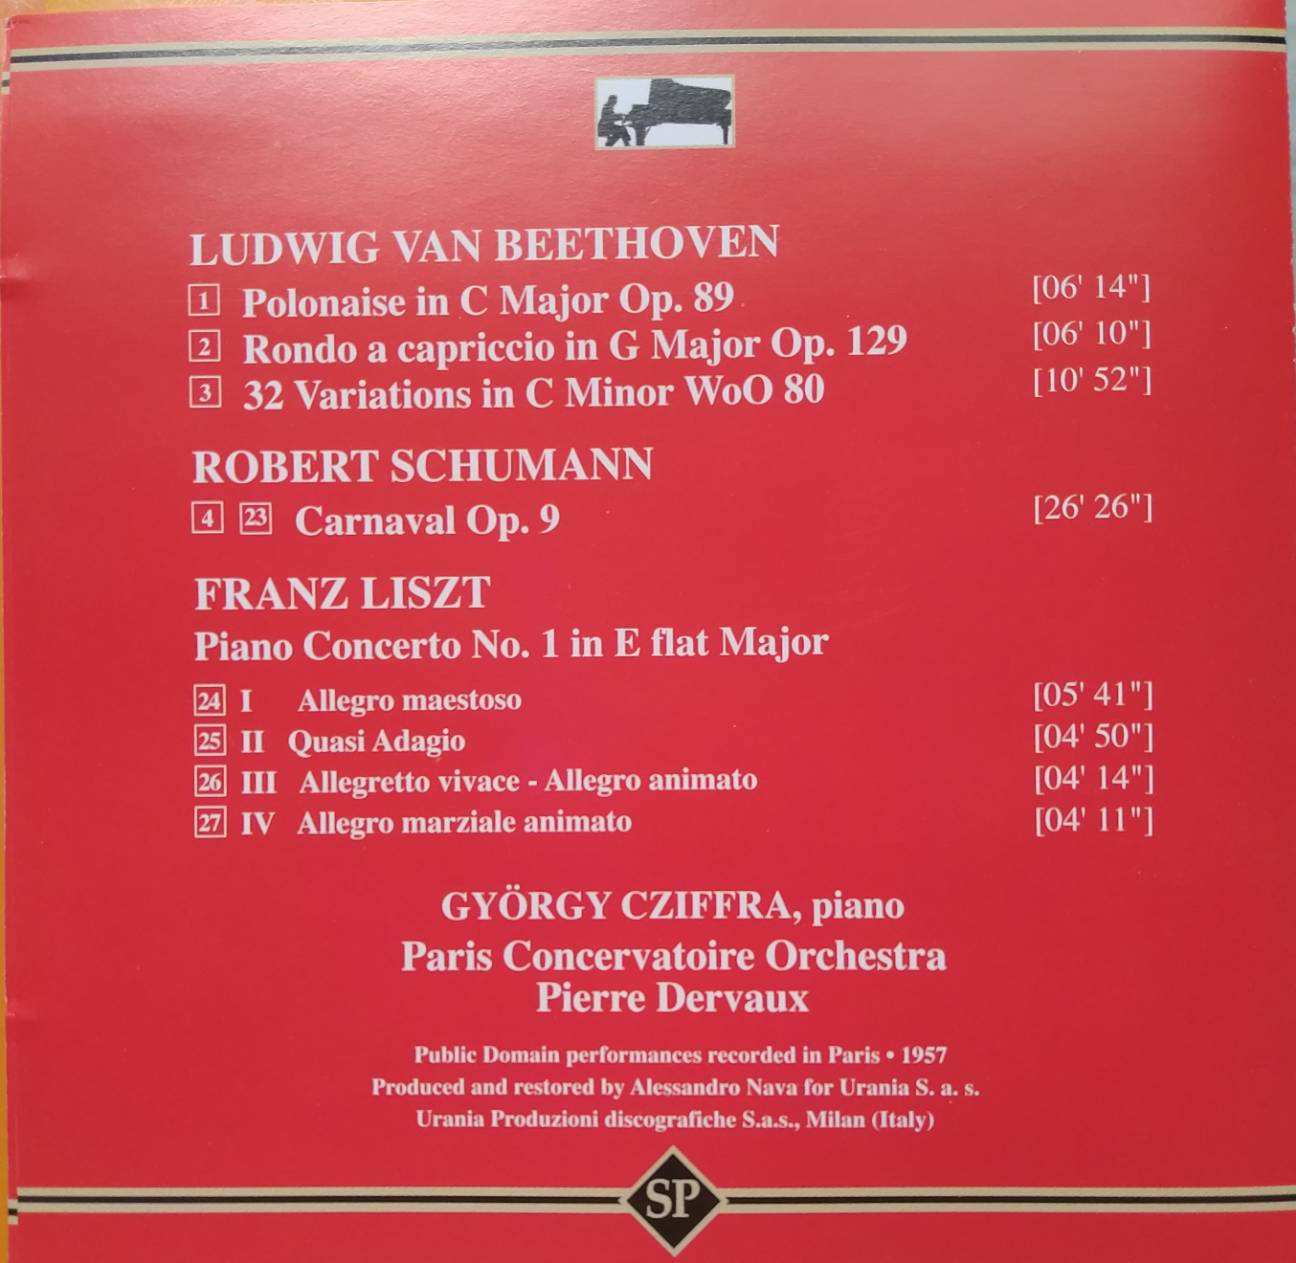 LUDWIG VAN BEETHOVEN
1 Polonaise in C Major Op. 89 [06' 14"]
2 Rondo a capriccio in G Major Op. 129 [06' 10"]
3 32 Variations in C Minor WoO 80 [10' 52"]
ROBERT SCHUMANN
4 23 Carnaval Op. 9 [26' 26"]
FRANZ LISZT
Piano Concerto No. 1 in E flat Major
24 I Allegro maestoso [05' 41"]
25 II Quasi Adagio [04' 50"]
26 III Allegretto vivace - Allegro animato [04' 14"]
27 IV Allegro marziale animato [04' 11"]
GYÖRGY CZIFFRA, piano
Paris Concervatoire Orchestra
Pierre Dervaux
Public Domain performances recorded in Paris • 1957
Produced and restored by Alessandro Nava for Urania S. a. s.
Urania Produzioni discografiche S.a.s., Milan (Italy)
SP